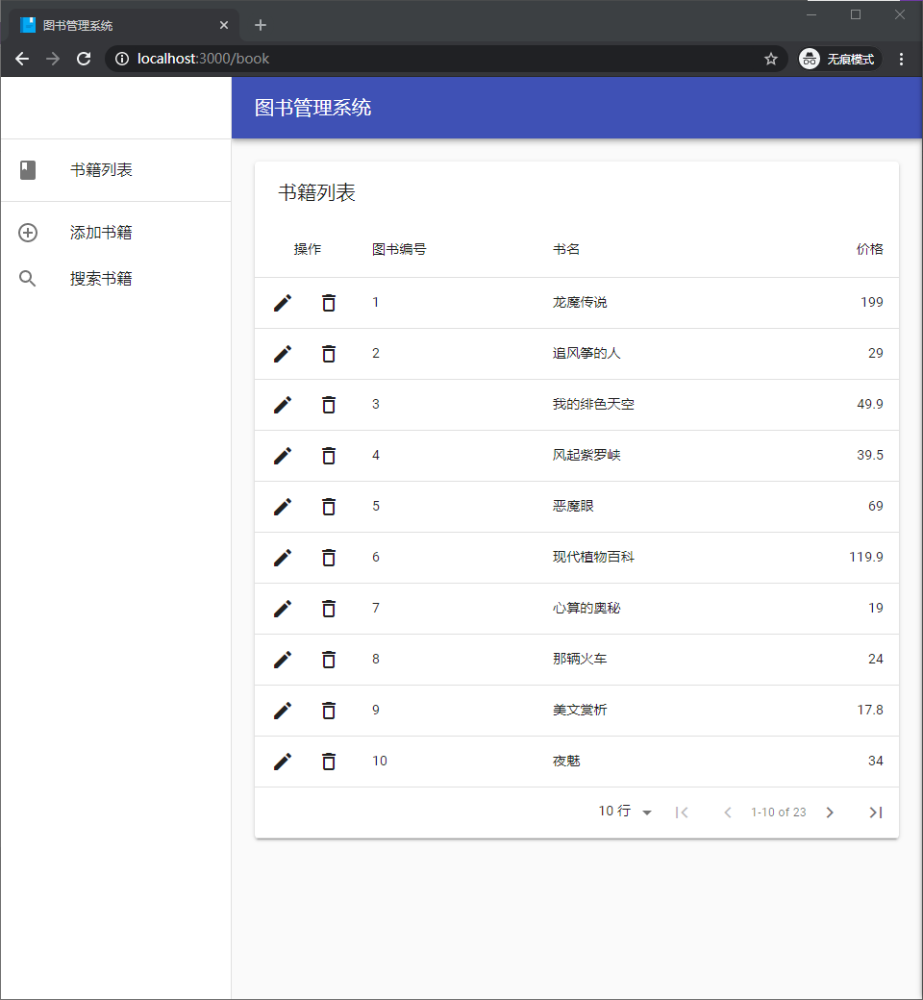 图书管理系统
localhost:3000/book
无痕模式
图书管理系统
书籍列表
添加书籍
搜索书籍
书籍列表
操作 图书编号 书名 价格
1 龙魔传说 199
2 追风筝的人 29
3 我的绯色天空 49.9
4 风起紫罗峡 39.5
5 恶魔眼 69
6 现代植物百科 119.9
7 心算的奥秘 19
8 那辆火车 24
9 美文赏析 17.8
10 夜魅 34
10 行 1-10 of 23